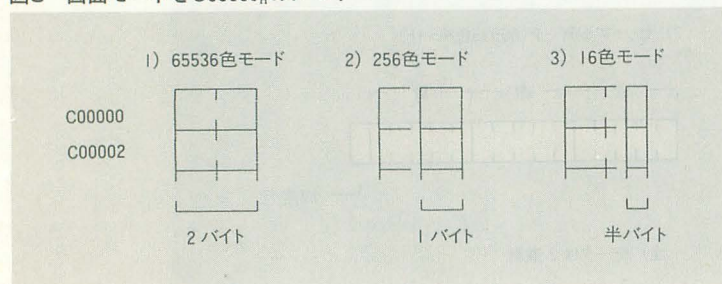 1) 65536色モード
2) 256色モード
3) 16色モード
C00000
C00002
2バイト
1バイト
半バイト